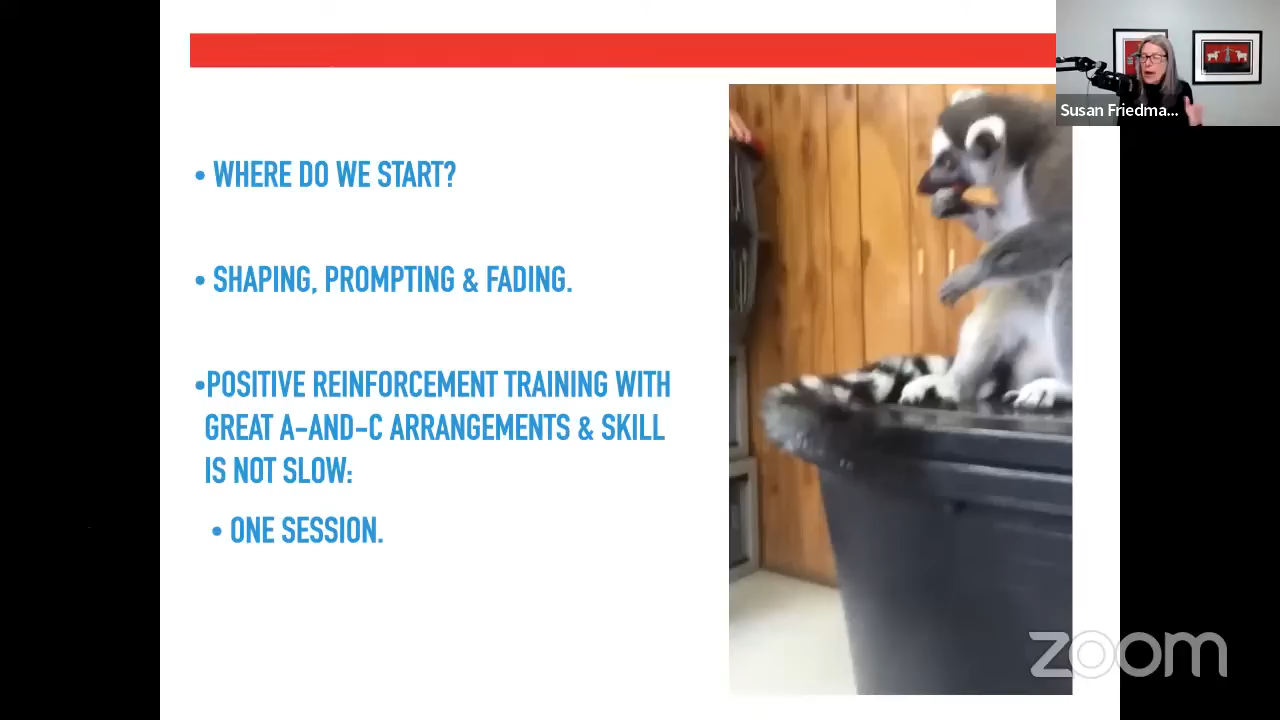 Susan Friedma...
• WHERE DO WE START?
• SHAPING, PROMPTING & FADING.
•POSITIVE REINFORCEMENT TRAINING WITH
GREAT A-AND-C ARRANGEMENTS & SKILL
IS NOT SLOW:
• ONE SESSION.
zoom